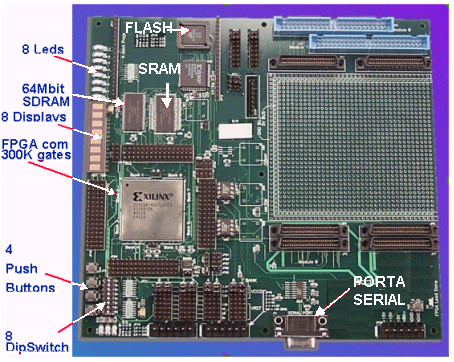 FLASH
8 Leds
SRAM
64Mbit
SDRAM
8 Displays
FPGA com
300K gates
XILINX
4
Push
Buttons
PORTA
SERIAL
8
DipSwitch